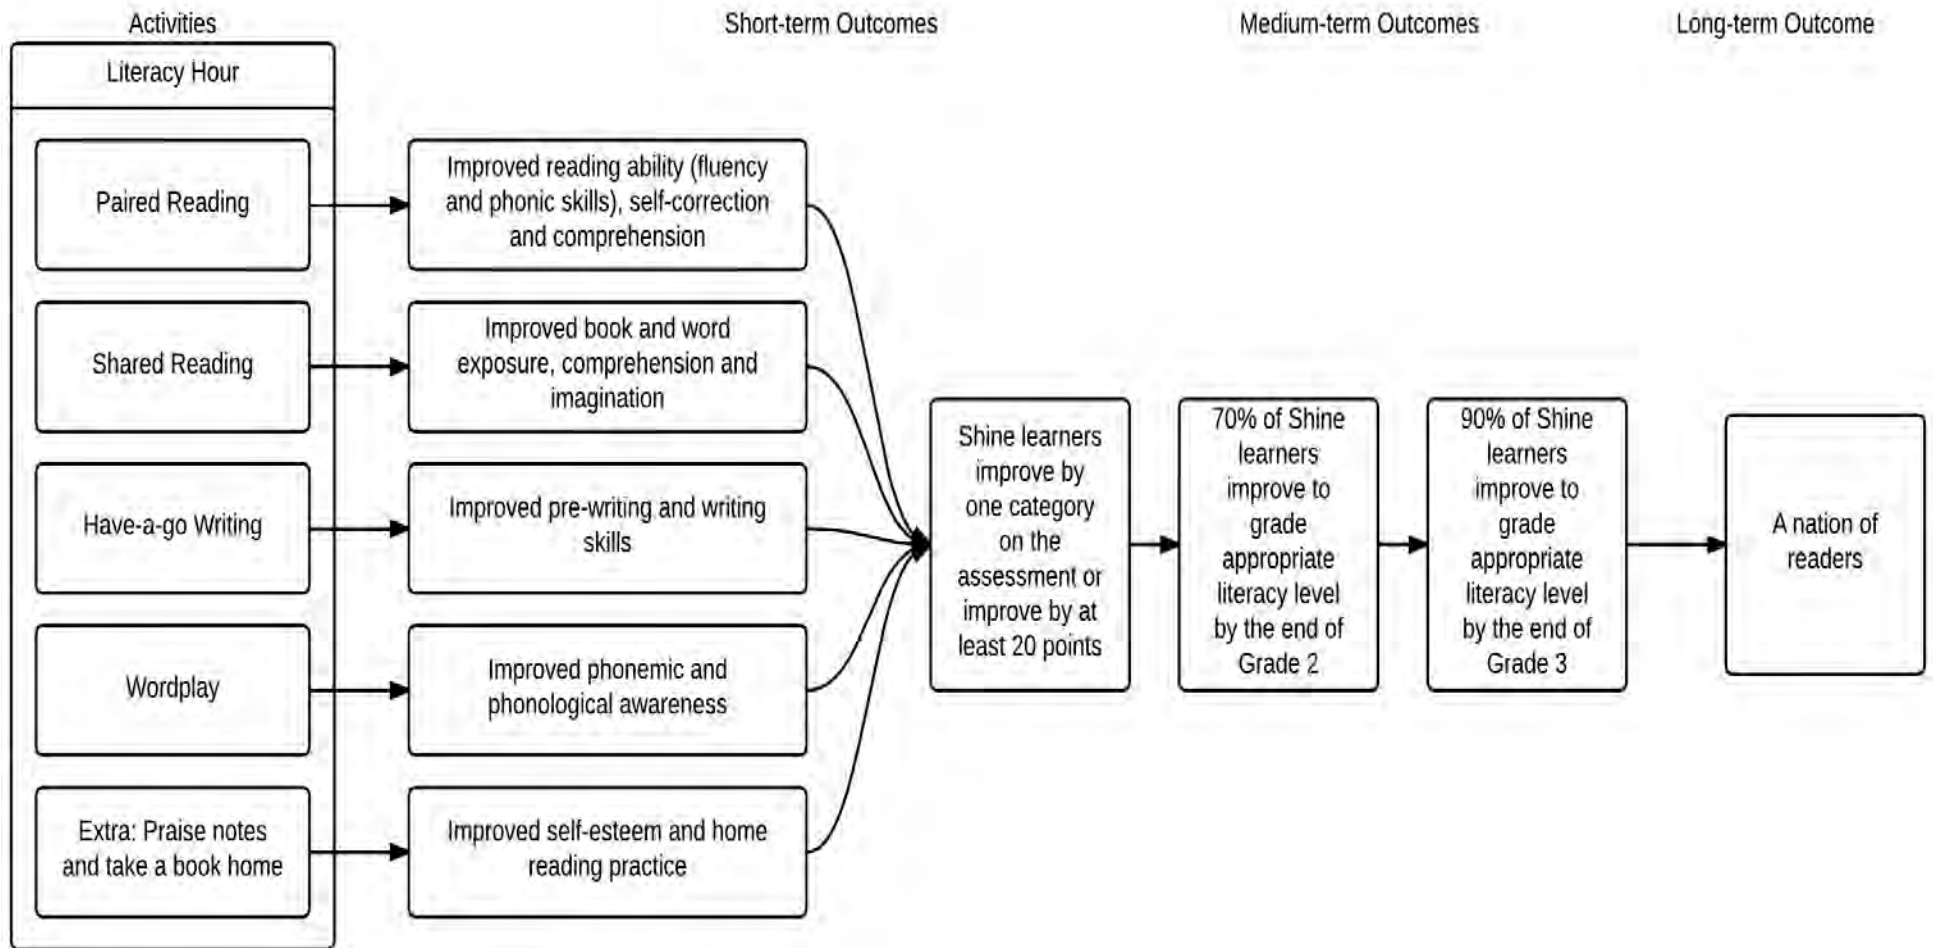 Activities
Short-term Outcomes
Medium-term Outcomes
Long-term Outcome
Literacy Hour
Paired Reading
Improved reading ability (fluency
and phonic skills), self-correction
and comprehension
Shared Reading
Improved book and word
exposure, comprehension and
imagination
Have-a-go Writing
Improved pre-writing and writing
skills
Wordplay
Improved phonemic and
phonological awareness
Extra: Praise notes
and take a book home
Improved self-esteem and home
reading practice
Shine learners
improve by
one category
on the
assessment or
improve by at
least 20 points
70% of Shine
learners
improve to
grade
appropriate
literacy level
by the end of
Grade 2
90% of Shine
learners
improve to
grade
appropriate
literacy level
by the end of
Grade 3
A nation of
readers